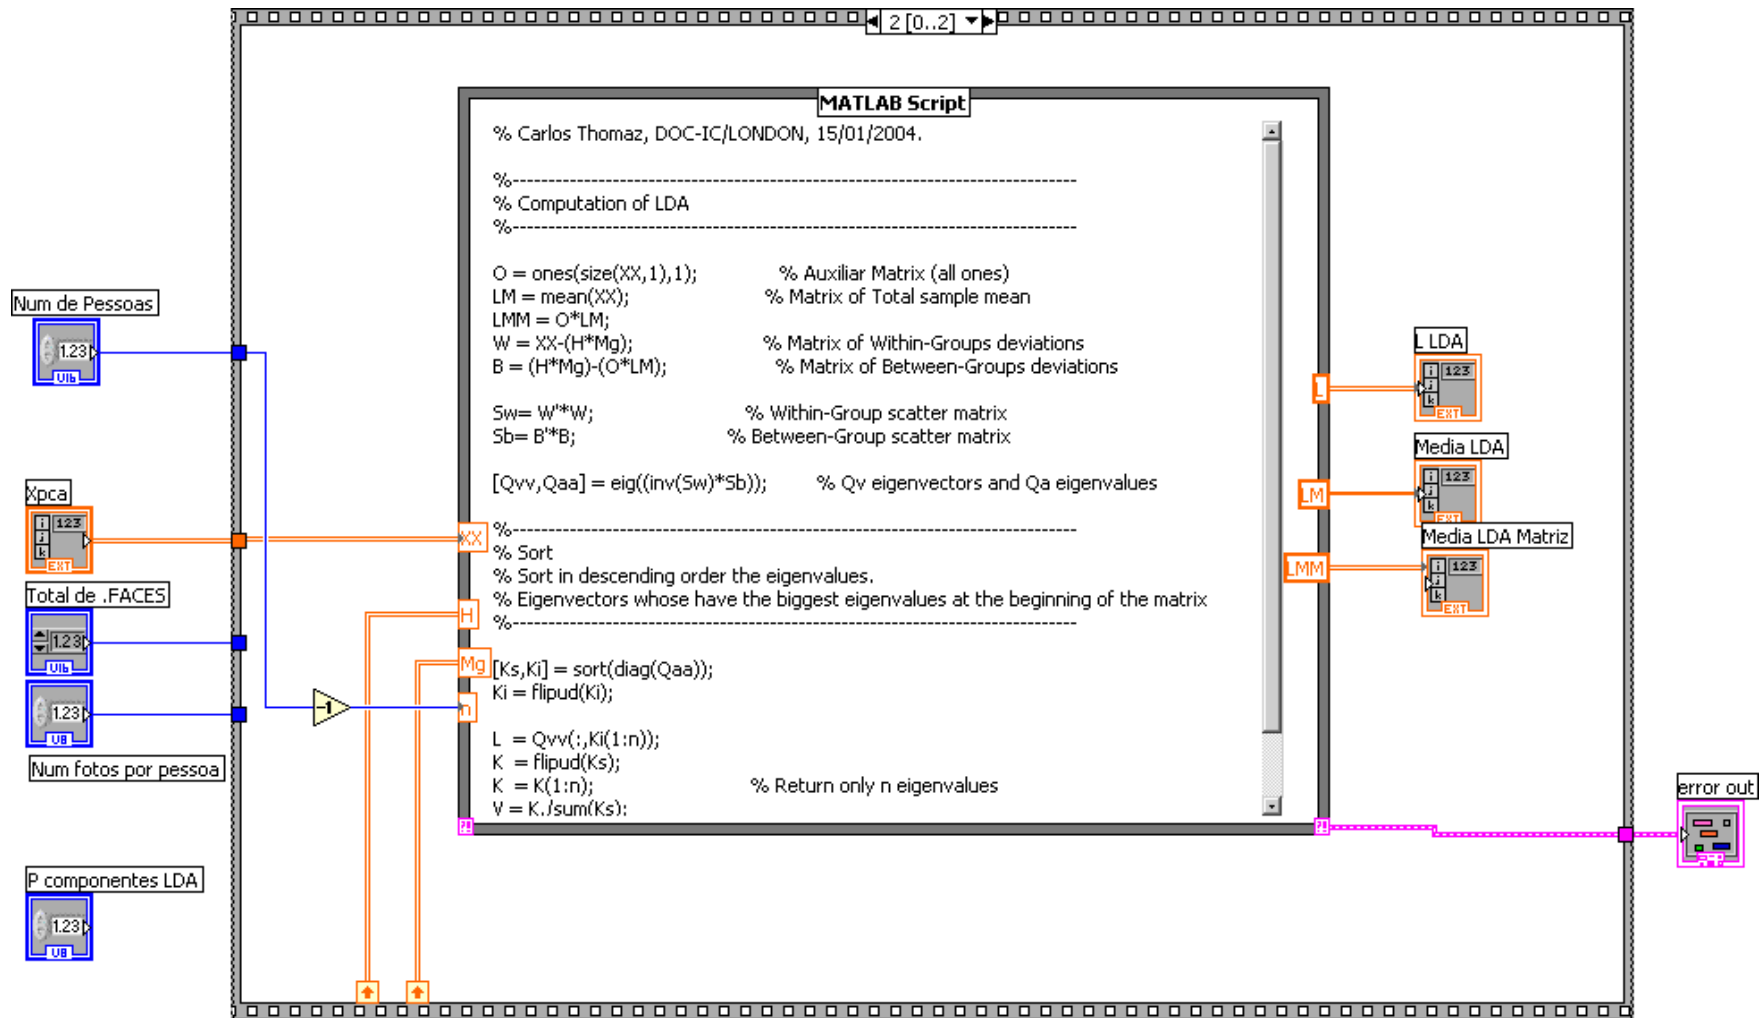 2 [0..2]
MATLAB Script
% Carlos Thomaz, DOC-IC/LONDON, 15/01/2004.
%--------------------------------------------------------------------------------
% Computation of LDA
%--------------------------------------------------------------------------------
O = ones(size(XX,1),1); % Auxiliar Matrix (all ones)
LM = mean(XX); % Matrix of Total sample mean
LMM = O*LM;
W = XX-(H*Mg); % Matrix of Within-Groups deviations
B = (H*Mg)-(O*LM); % Matrix of Between-Groups deviations
Sw= W'*W; % Within-Group scatter matrix
Sb= B'*B; % Between-Group scatter matrix
[Qvv,Qaa] = eig((inv(Sw)*Sb)); % Qv eigenvectors and Qa eigenvalues
%--------------------------------------------------------------------------------
% Sort
% Sort in descending order the eigenvalues.
% Eigenvectors whose have the biggest eigenvalues at the beginning of the matrix
%--------------------------------------------------------------------------------
[Ks,Ki] = sort(diag(Qaa));
Ki = flipud(Ki);
L = Qvv(:,Ki(1:n));
K = flipud(Ks);
K = K(1:n); % Return only n eigenvalues
V = K./sum(Ks);
Num de Pessoas
1.23
U16
Xpca
i
j
k
123
EXT
Total de .FACES
1.23
U16
1.23
U8
Num fotos por pessoa
P componentes LDA
1.23
U8
-1
XX
H
Mg
n
L
LM
LMM
L LDA
i
j
k
123
EXT
Media LDA
i
j
k
123
EXT
Media LDA Matriz
i
j
k
123
EXT
error out